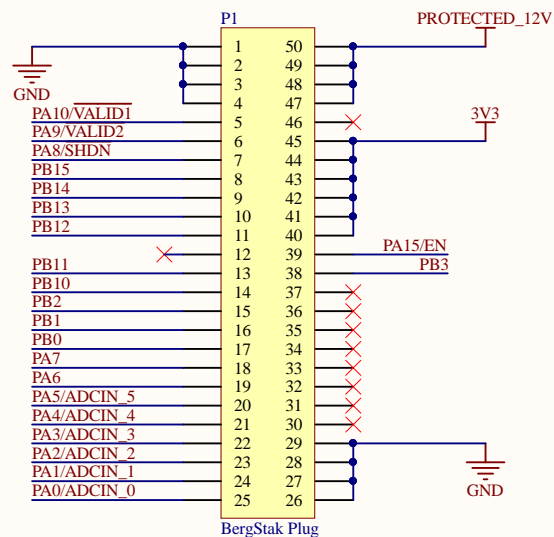 P1
PROTECTED_12V
1 50
2 49
3 48
GND
4 47
PA10/VALID1 5 46
3V3
PA9/VALID2 6 45
PA8/SHDN 7 44
PB15 8 43
PB14 9 42
PB13 10 41
PB12 11 40
12 39 PA15/EN
PB11 13 38 PB3
PB10 14 37
PB2 15 36
PB1 16 35
PB0 17 34
PA7 18 33
PA6 19 32
PA5/ADCIN_5 20 31
PA4/ADCIN_4 21 30
PA3/ADCIN_3 22 29
PA2/ADCIN_2 23 28
PA1/ADCIN_1 24 27
GND
PA0/ADCIN_0 25 26
BergStak Plug